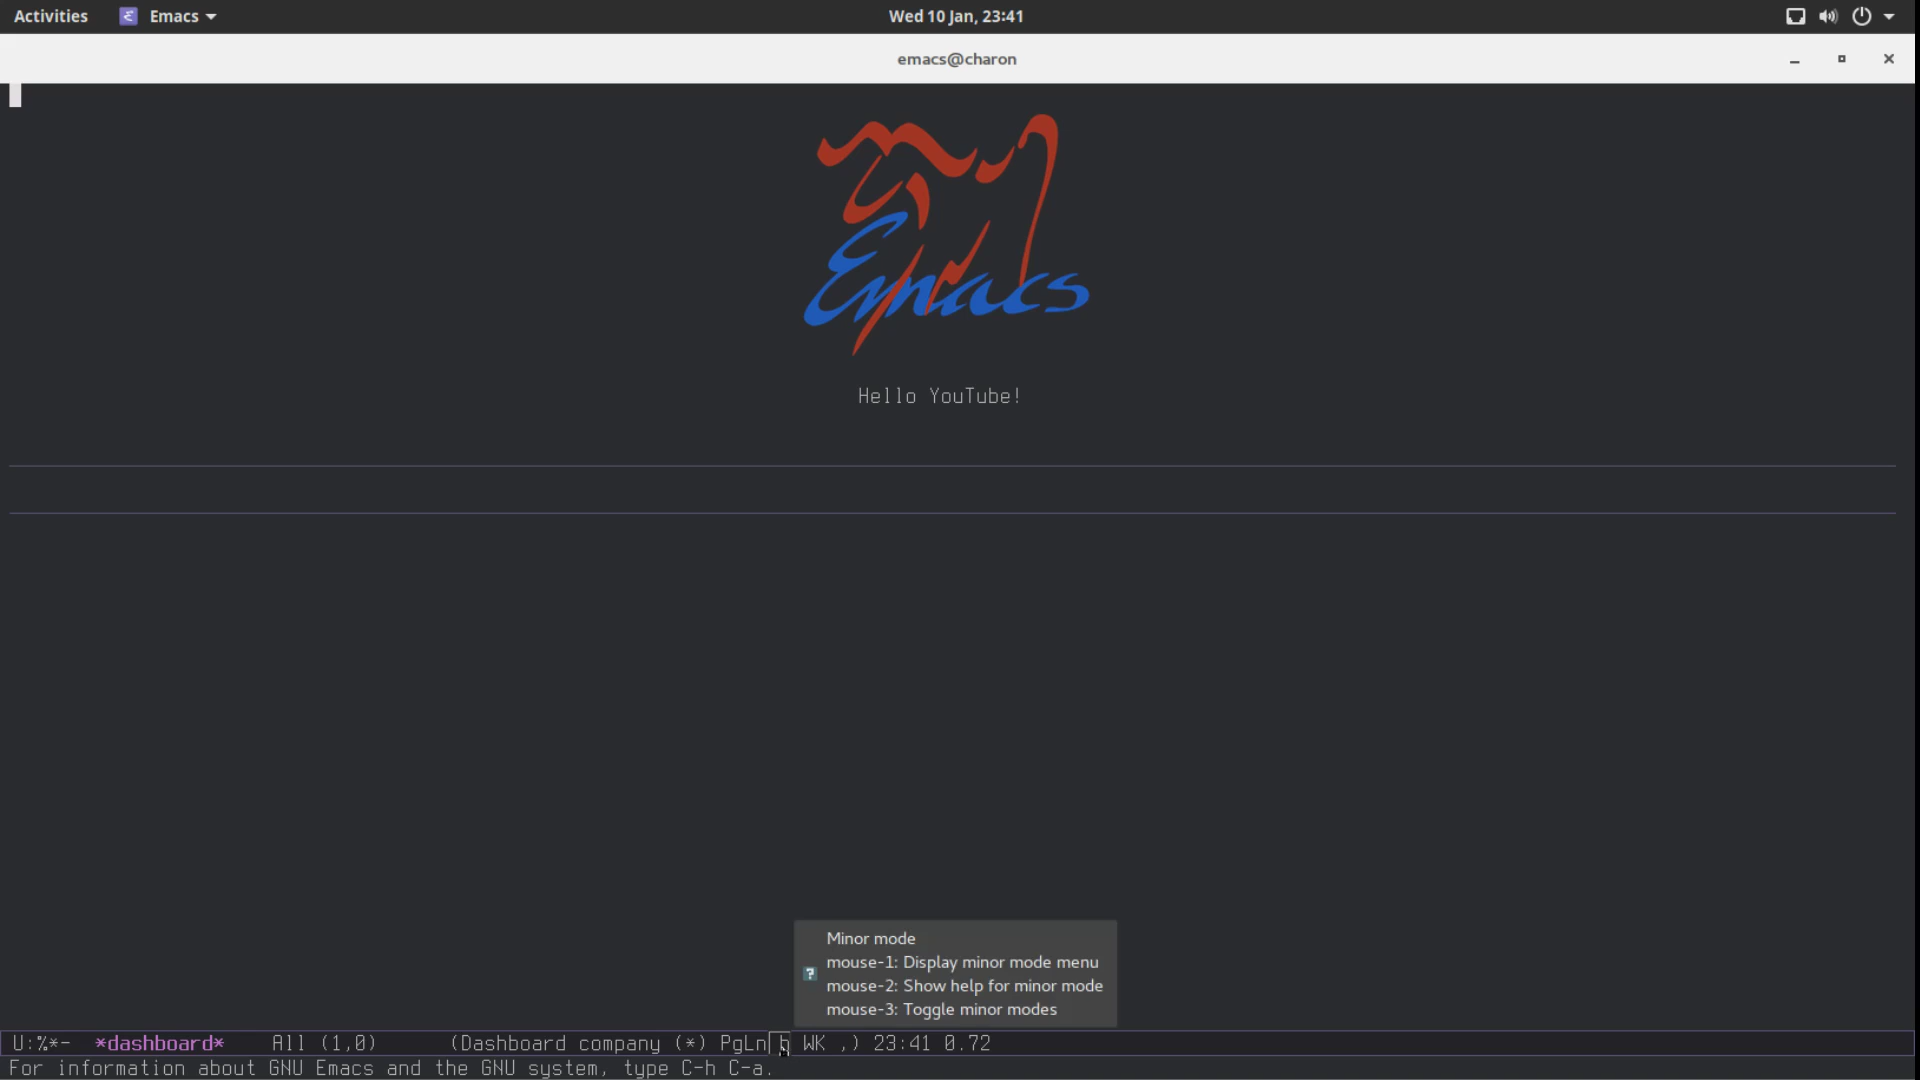 Activities Emacs Wed 10 Jan, 23:41
emacs@charon
Emacs
Hello YouTube!
Minor mode
mouse-1: Display minor mode menu
mouse-2: Show help for minor mode
mouse-3: Toggle minor modes
U:%*- *dashboard* All (1,0) (Dashboard company (*) PgLn WK ,) 23:41 0.72
For information about GNU Emacs and the GNU system, type C-h C-a.